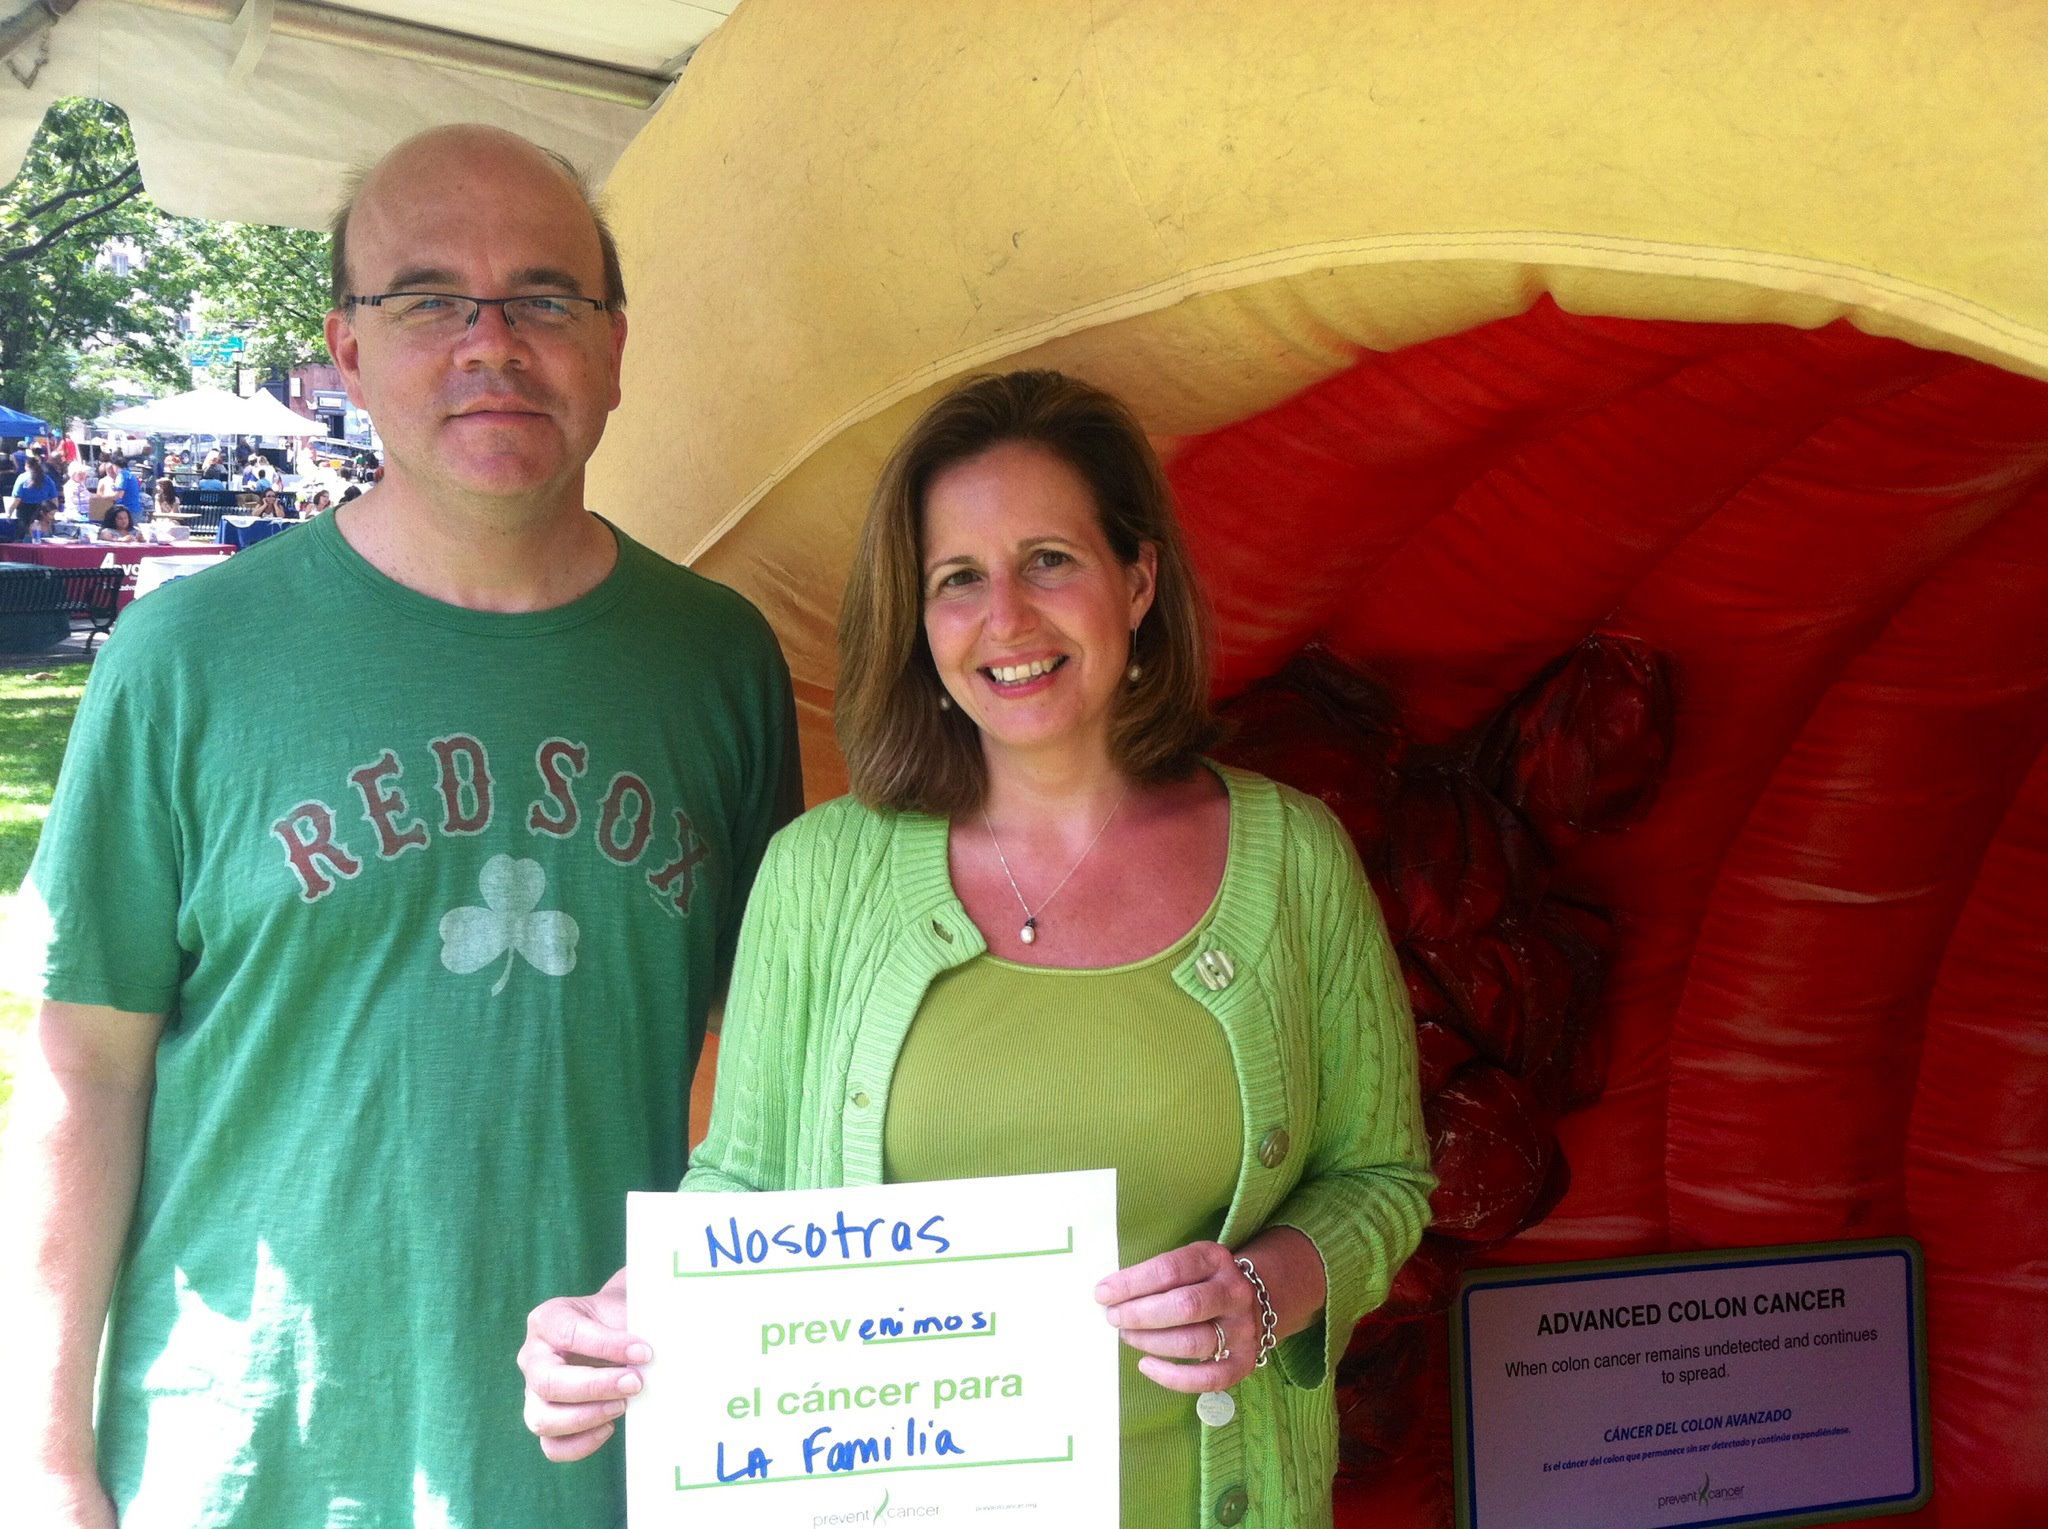 RED SOX
Nosotras
prevenimos
el cáncer para
LA Familia
prevent cancer
preventcancer.org
ADVANCED COLON CANCER
When colon cancer remains undetected and continues
to spread.
CÁNCER DEL COLON AVANZADO
Es el cáncer del colon que permanece sin ser detectado y continúa expandiéndose.
prevent cancer